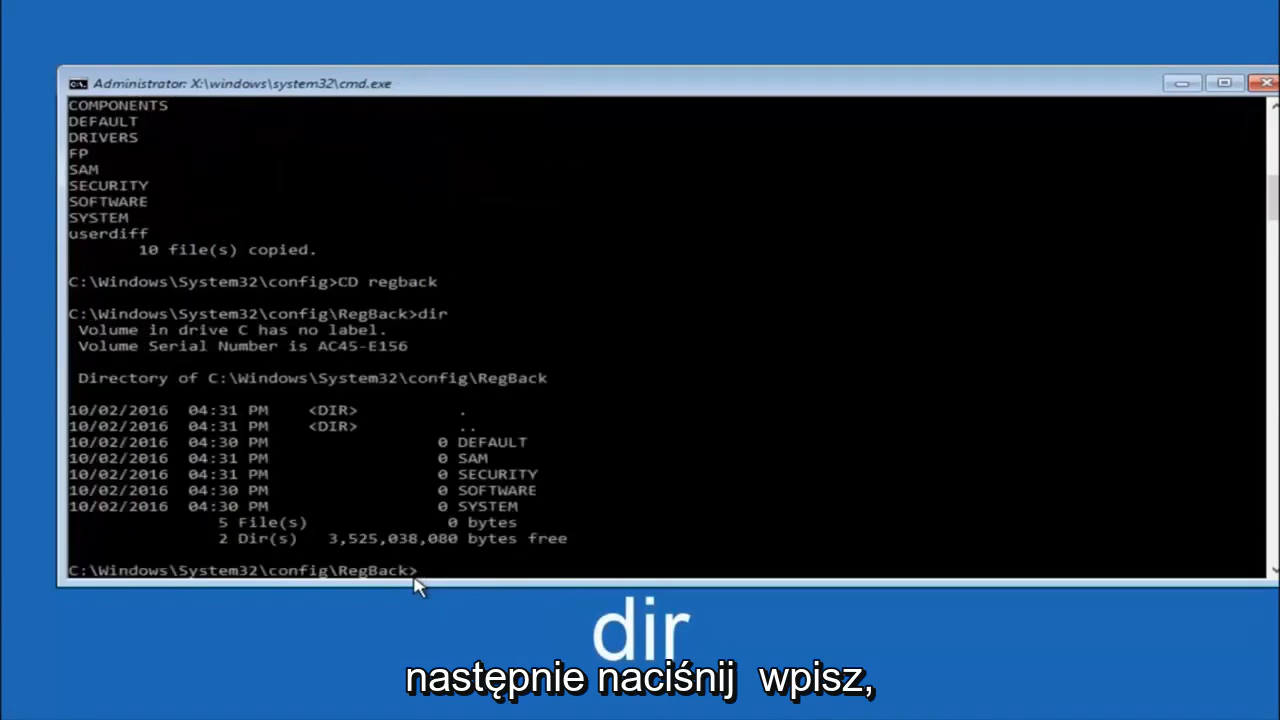 Administrator: X:\windows\system32\cmd.exe
COMPONENTS
DEFAULT
DRIVERS
FP
SAM
SECURITY
SOFTWARE
SYSTEM
userdiff
10 file(s) copied.
C:\Windows\System32\config>CD regback
C:\Windows\System32\config\RegBack>dir
Volume in drive C has no label.
Volume Serial Number is AC45-E156
Directory of C:\Windows\System32\config\RegBack
10/02/2016 04:31 PM <DIR> .
10/02/2016 04:31 PM <DIR> ..
10/02/2016 04:30 PM 0 DEFAULT
10/02/2016 04:31 PM 0 SAM
10/02/2016 04:31 PM 0 SECURITY
10/02/2016 04:30 PM 0 SOFTWARE
10/02/2016 04:30 PM 0 SYSTEM
5 File(s) 0 bytes
2 Dir(s) 3,525,038,080 bytes free
C:\Windows\System32\config\RegBack>
dir
następnie naciśnij wpisz,